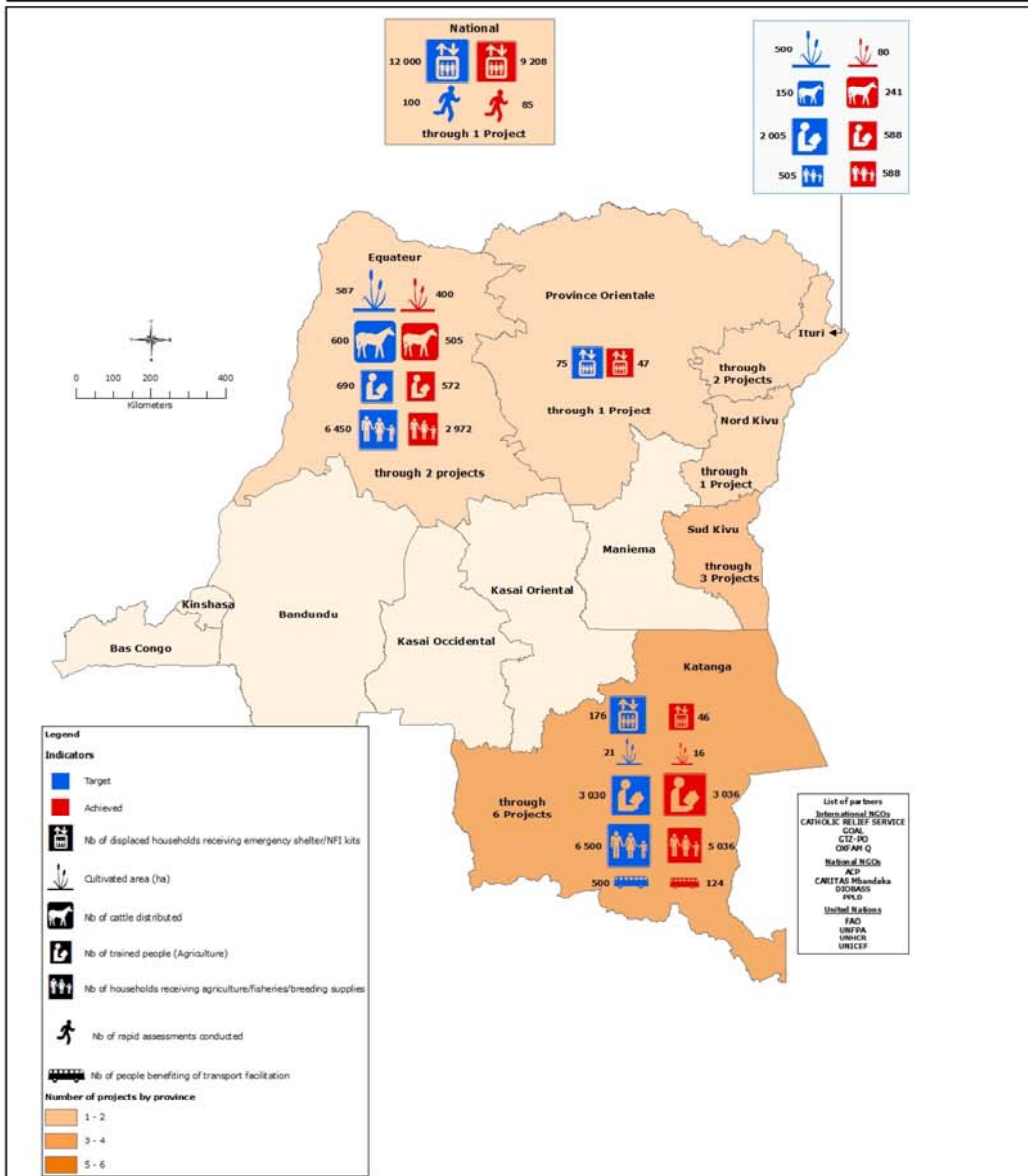 National
12 000
9 208
100
85
through 1 Project
500
80
150
241
2 005
588
505
588
Equateur
587
400
600
505
690
572
6 450
2 972
through 2 projects
Province Orientale
75
47
through 1 Project
Ituri
through
2 Projects
Nord Kivu
through
1 Project
Sud Kivu
through
3 Projects
Maniema
Kasai Oriental
Kasai Occidental
Bandundu
Kinshasa
Bas Congo
0 200 400
Kilometers
Katanga
176
46
21
16
through
6 Projects
3 030
3 036
6 500
5 036
500
124
Legend
Indicators
Target
Achieved
Nb of displaced households receiving emergency shelter/NFI kits
Cultivated area (ha)
Nb of cattle distributed
Nb of trained people (Agriculture)
Nb of households receiving agriculture/fisheries/breeding supplies
Nb of rapid assessments conducted
Nb of people benefiting of transport facilitation
Number of projects by province
1 - 2
3 - 4
5 - 6
List of partners
International NGOs
CATHOLIC RELIEF SERVICE
GOAL
GTZ-PO
OXFAM Q
National NGOs
ACP
CARITAS Mbandaka
DIOBASS
PPLD
United Nations
FAO
UNFPA
UNHCR
UNICEF